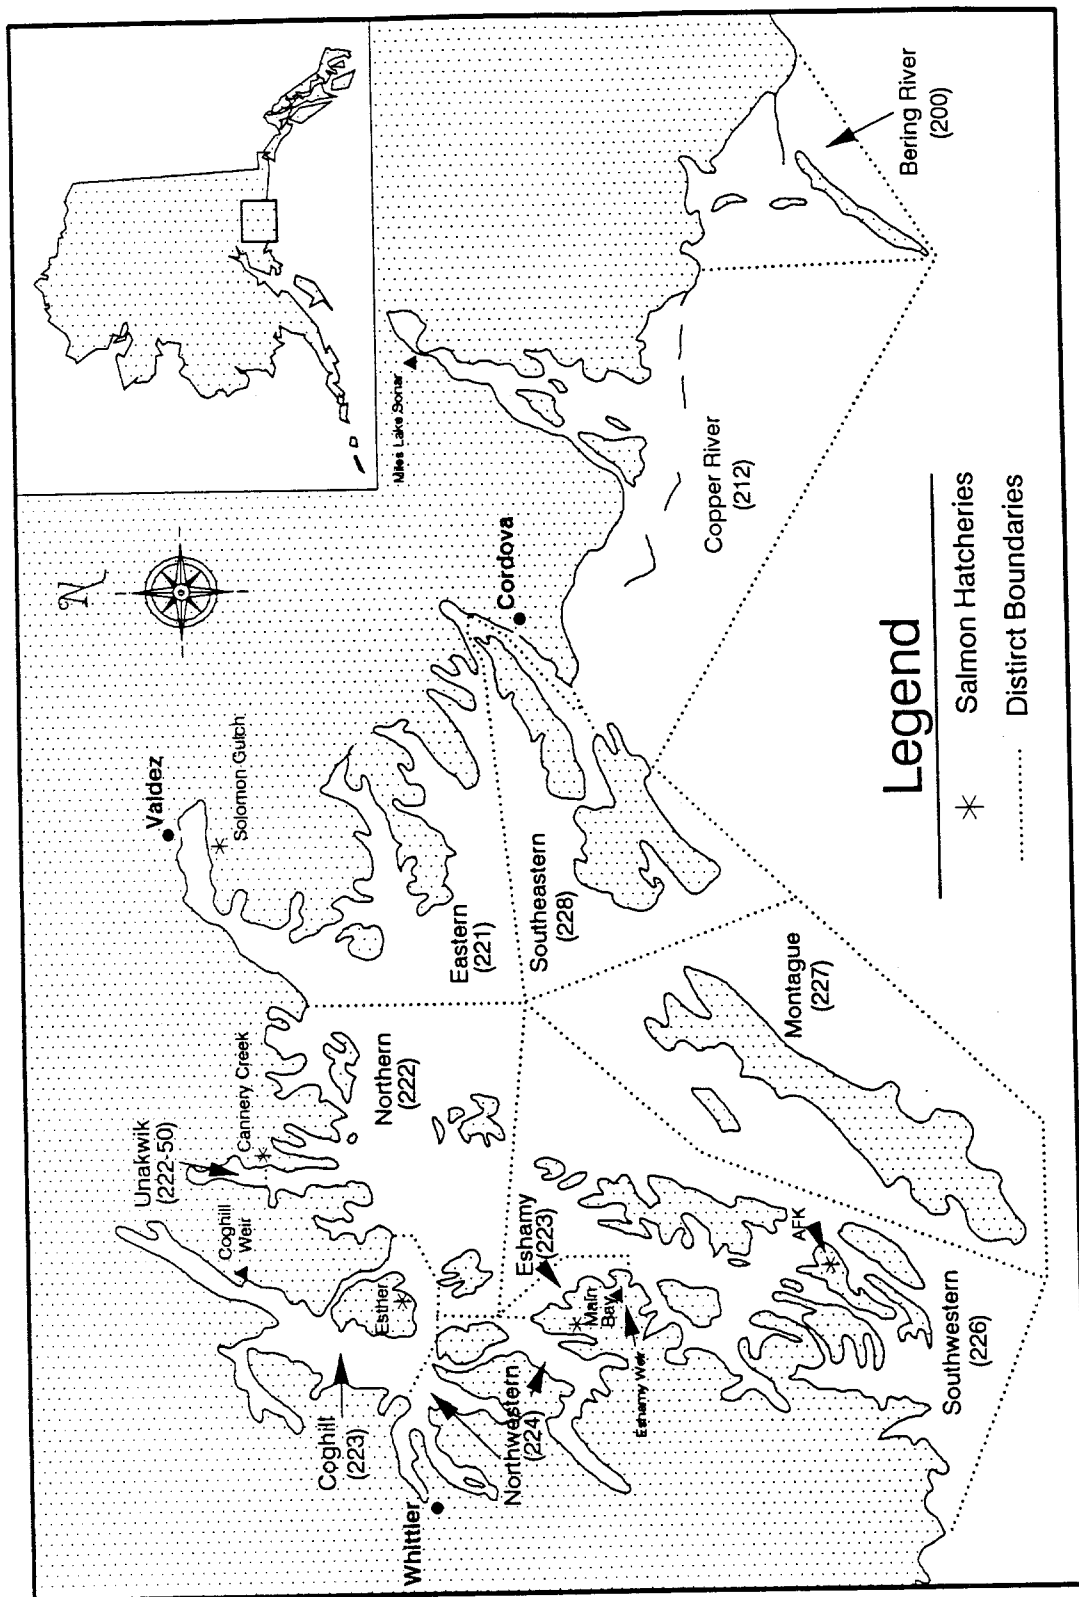 N
Valdez
Solomon Gulch
Unakwik
(222-50)
Cannery Creek
Coghill
Weir
Esther
Coghill
(223)
Whittier
Northern
(222)
Eastern
(221)
Southeastern
(228)
Cordova
Miles Lake Sonar
Copper River
(212)
Bering River
(200)
Eshamy
(223)
Main
Bay
Eshamy Weir
Northwestern
(224)
Montague
(227)
AFK
Southwestern
(226)
Legend
Salmon Hatcheries
Distirct Boundaries